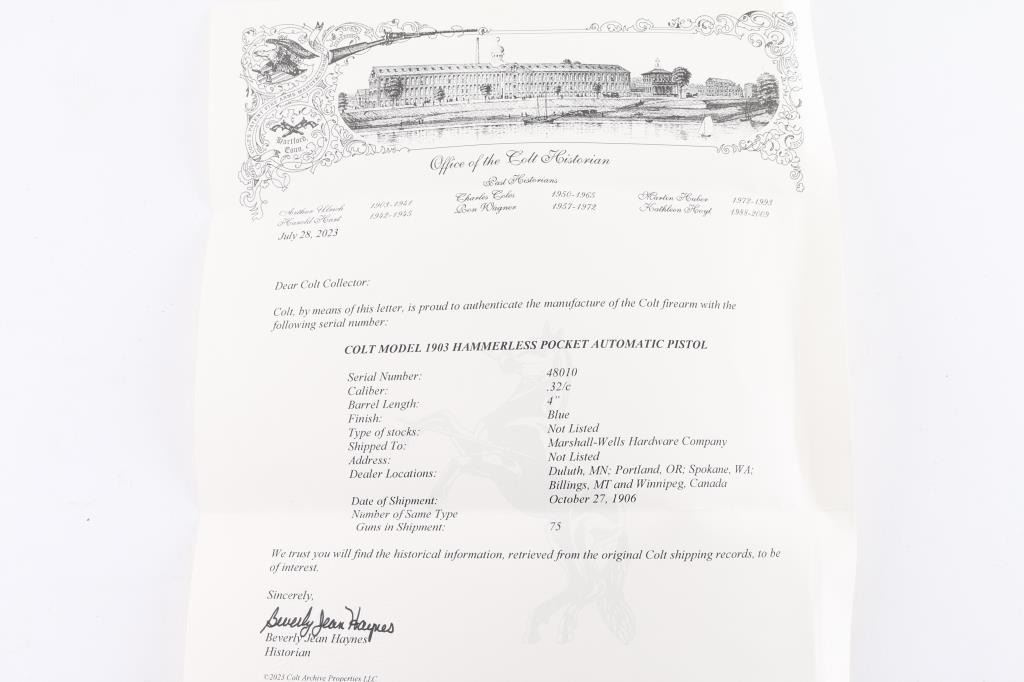 Hartford
Conn.
Office of the Colt Historian
Past Historians
Arthur Ulrich 1903-1941 Charles Coles 1950-1965 Martin Huber 1972-1993
Harold Hart 1942-1945 Ron Wagner 1957-1972 Kathleen Hoyt 1988-2009
July 28, 2023
Dear Colt Collector:
Colt, by means of this letter, is proud to authenticate the manufacture of the Colt firearm with the
following serial number:
COLT MODEL 1903 HAMMERLESS POCKET AUTOMATIC PISTOL
Serial Number: 48010
Caliber: .32/c
Barrel Length: 4"
Finish: Blue
Type of stocks: Not Listed
Shipped To: Marshall-Wells Hardware Company
Address: Not Listed
Dealer Locations: Duluth, MN; Portland, OR; Spokane, WA;
Billings, MT and Winnipeg, Canada
Date of Shipment: October 27, 1906
Number of Same Type
Guns in Shipment: 75
We trust you will find the historical information, retrieved from the original Colt shipping records, to be
of interest.
Sincerely,
Beverly Jean Haynes
Beverly Jean Haynes
Historian
©2023 Colt Archive Properties LLC